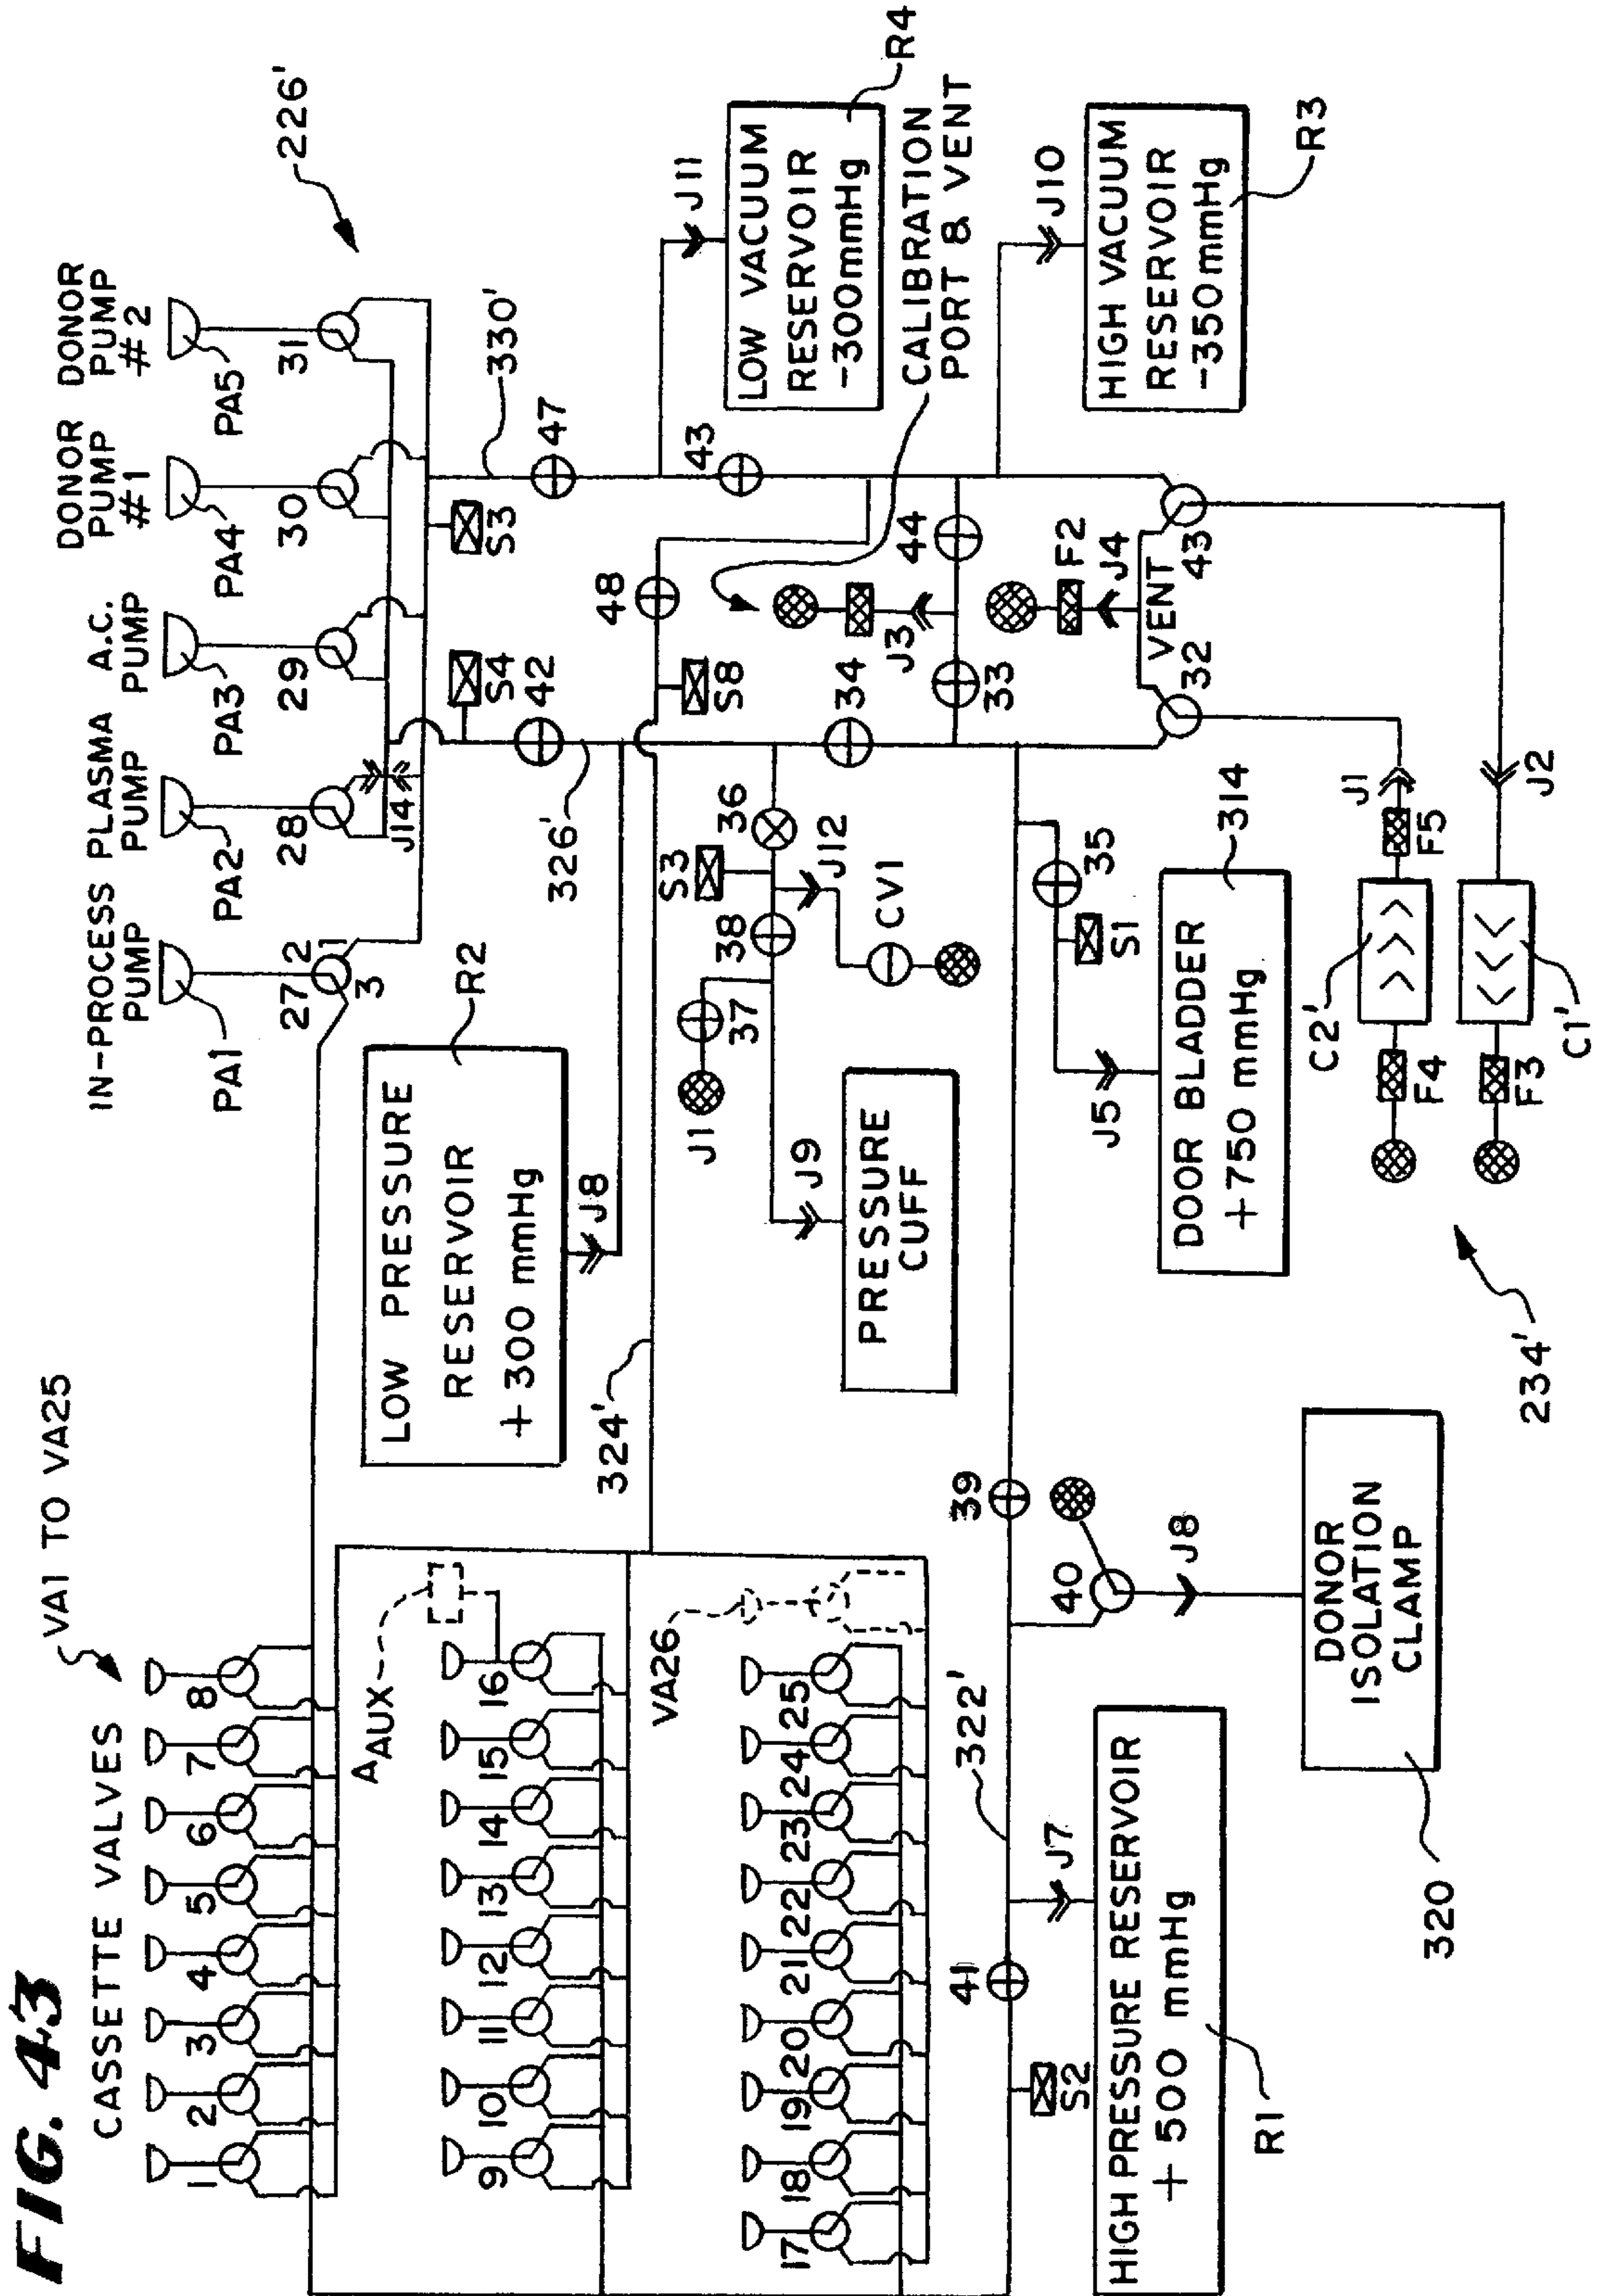 FIG. 43
CASSETTE VALVES
VA1 TO VA25
1 2 3 4 5 6 7 8
AAUX
9 10 11 12 13 14 15 16
VA26
17 18 19 20 21 22 23 24 25
IN-PROCESS PUMP
PLASMA PUMP
A.C. PUMP
DONOR PUMP #1
DONOR PUMP #2
226'
PA1
PA2
PA3
PA4
PA5
27 2
3 1
28
29
30
31
J14
S4
S3
42
330'
47
326'
48
S8
J11
LOW VACUUM
RESERVOIR
-300mmHg
R4
43
CALIBRATION
PORT & VENT
LOW PRESSURE
RESERVOIR
+ 300 mmHg
R2
J8
324'
S3
36
38
37
J1
J12
CV1
J9
PRESSURE
CUFF
34
J3
33
44
F2
J4
VENT
32
43
J10
HIGH VACUUM
RESERVOIR
-350mmHg
R3
322'
41
S2
J7
HIGH PRESSURE RESERVOIR
+ 500 mmHg
R1
39
40
J8
DONOR
ISOLATION
CLAMP
320
35
S1
J5
DOOR BLADDER
+750 mmHg
314
J1
F5
C2'
F4
J2
C1'
F3
234'